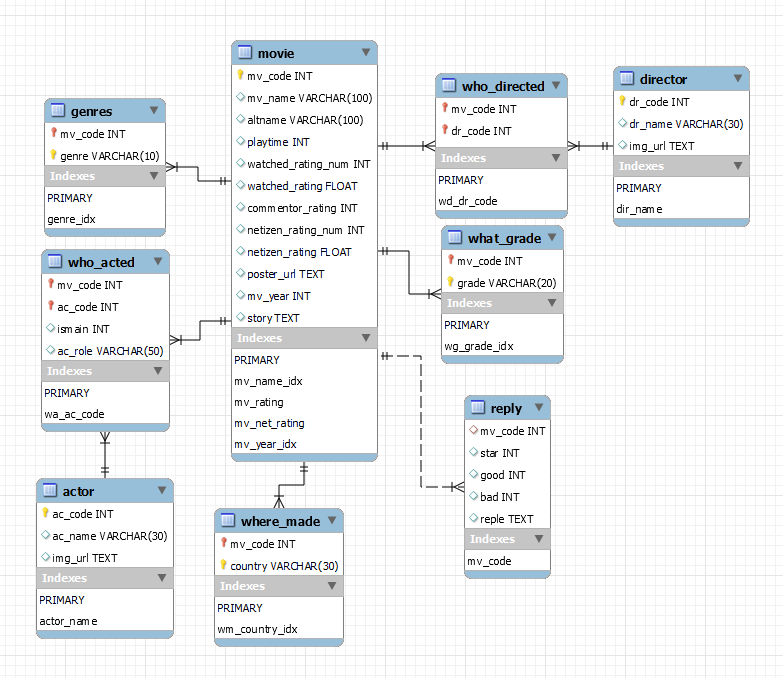 movie
mv_code INT
mv_name VARCHAR(100)
altname VARCHAR(100)
playtime INT
watched_rating_num INT
watched_rating FLOAT
commentor_rating INT
netizen_rating_num INT
netizen_rating FLOAT
poster_url TEXT
mv_year INT
story TEXT
Indexes
PRIMARY
mv_name_idx
mv_rating
mv_net_rating
mv_year_idx
genres
mv_code INT
genre VARCHAR(10)
Indexes
PRIMARY
genre_idx
who_acted
mv_code INT
ac_code INT
ismain INT
ac_role VARCHAR(50)
Indexes
PRIMARY
wa_ac_code
actor
ac_code INT
ac_name VARCHAR(30)
img_url TEXT
Indexes
PRIMARY
actor_name
where_made
mv_code INT
country VARCHAR(30)
Indexes
PRIMARY
wm_country_idx
who_directed
mv_code INT
dr_code INT
Indexes
PRIMARY
wd_dr_code
director
dr_code INT
dr_name VARCHAR(30)
img_url TEXT
Indexes
PRIMARY
dir_name
what_grade
mv_code INT
grade VARCHAR(20)
Indexes
PRIMARY
wg_grade_idx
reply
mv_code INT
star INT
good INT
bad INT
reple TEXT
Indexes
mv_code